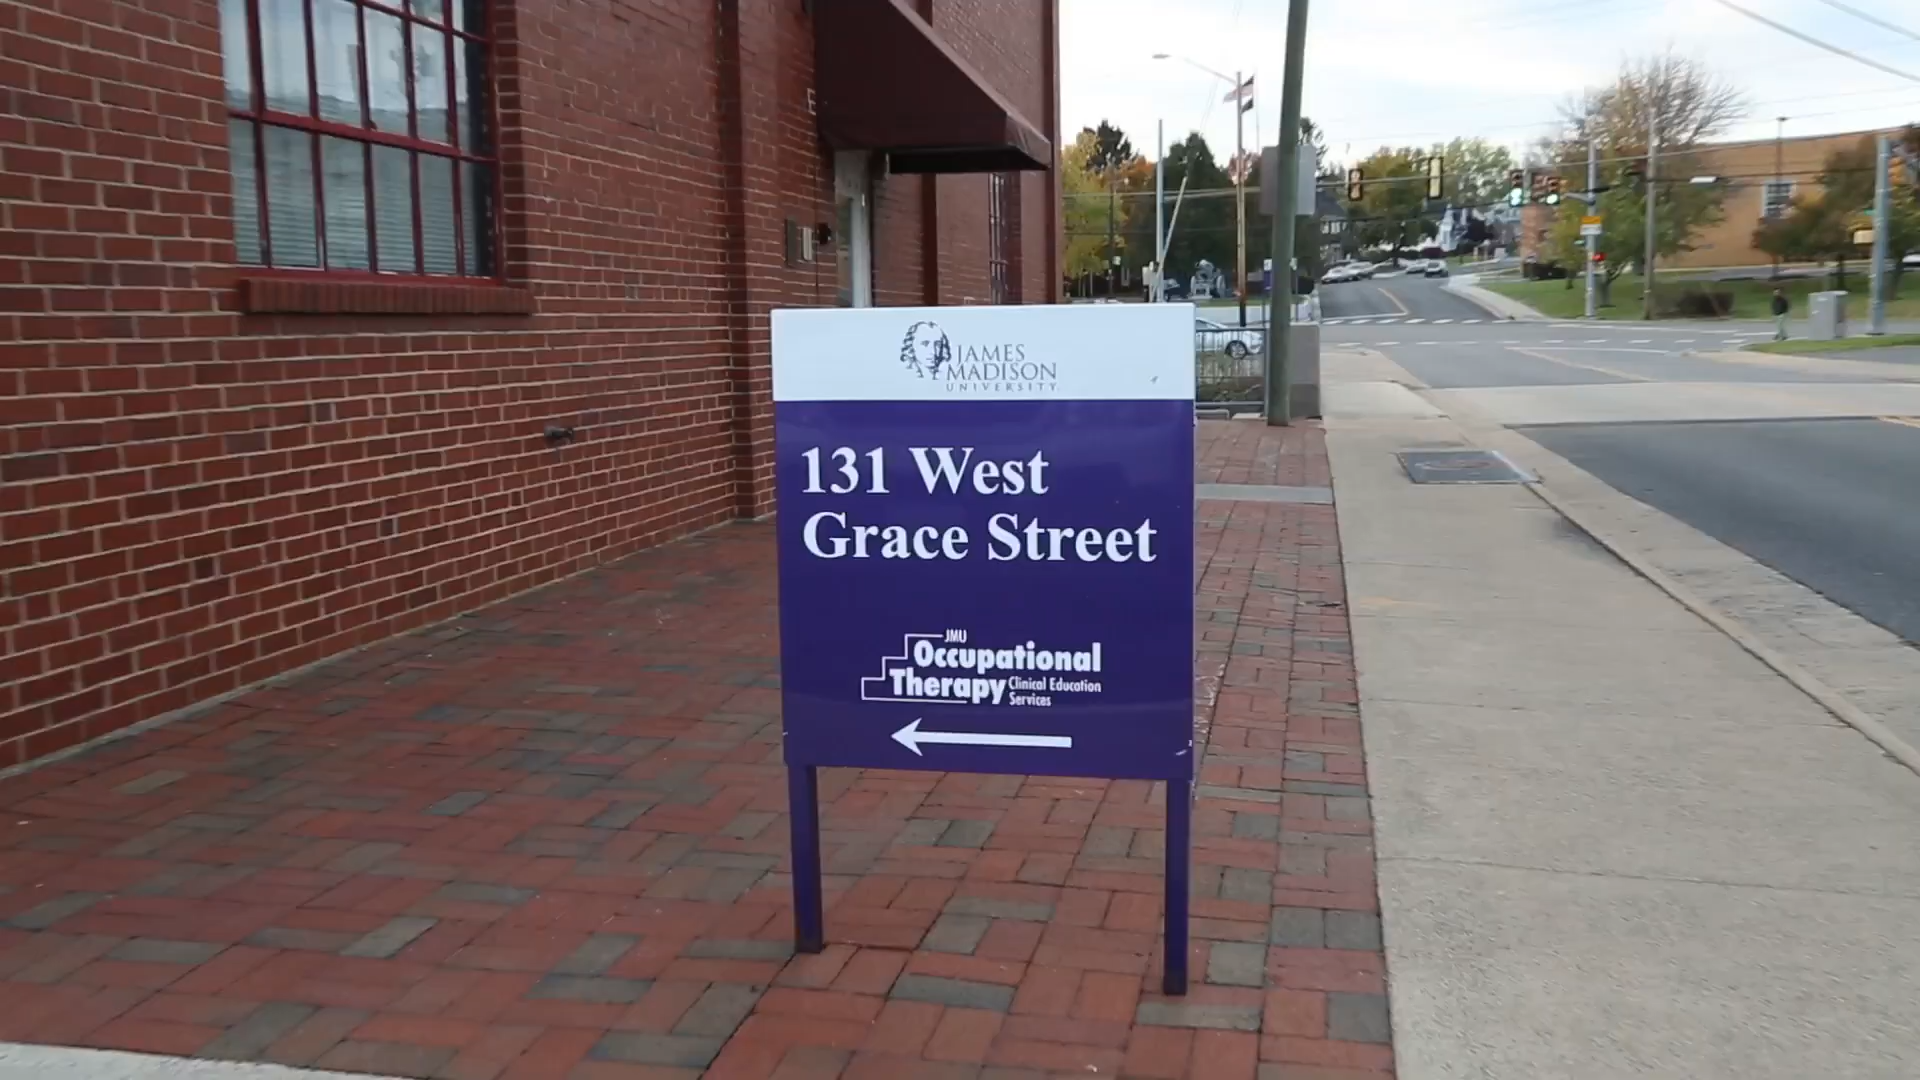 JAMES
MADISON
UNIVERSITY.
131 West
Grace Street
JMU
Occupational
Therapy
Clinical Education
Services